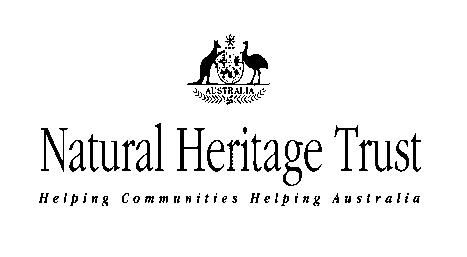 AUSTRALIA
Natural Heritage Trust
Helping Communities Helping Australia